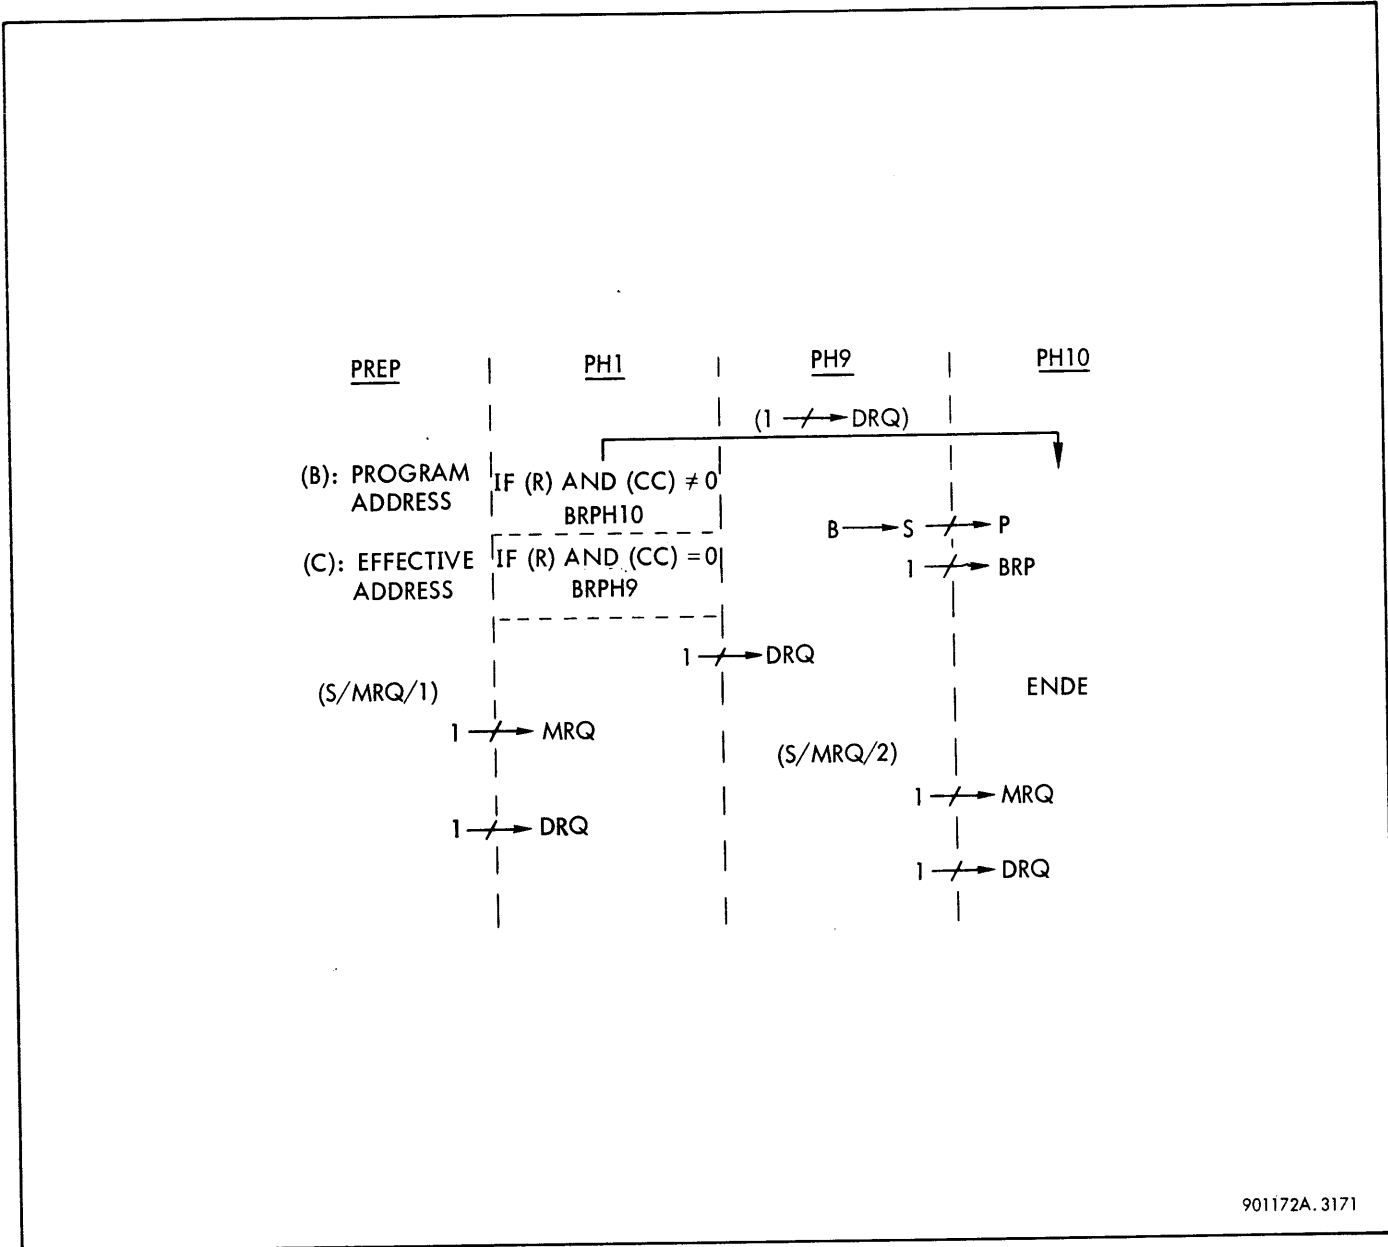 PREP PH1 PH9 PH10
(1 → DRQ)
(B): PROGRAM ADDRESS
IF (R) AND (CC) ≠ 0
BRPH10
B → S → P
(C): EFFECTIVE ADDRESS
IF (R) AND (CC) = 0
BRPH9
1 → BRP
1 → DRQ
(S/MRQ/1)
ENDE
1 → MRQ
(S/MRQ/2)
1 → MRQ
1 → DRQ
1 → DRQ
901172A.3171